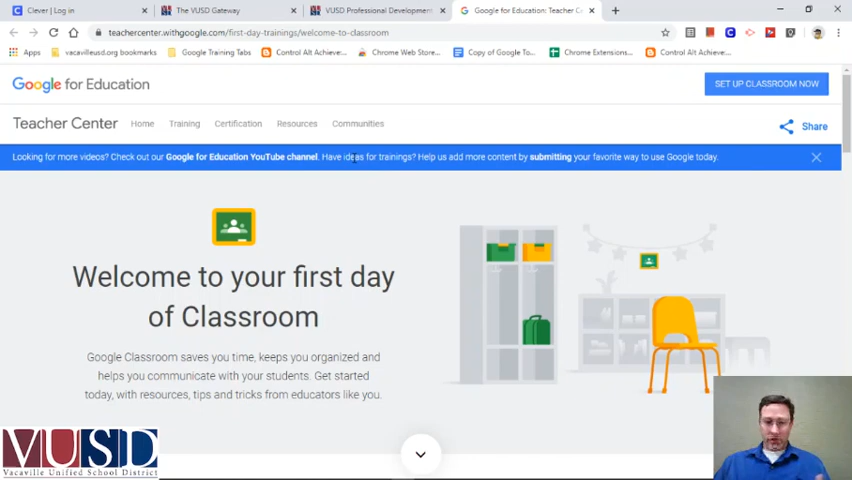 Clever | Log in
The VUSD Gateway
VUSD Professional Development
Google for Education: Teacher Ce
teachercenter.withgoogle.com/first-day-trainings/welcome-to-classroom
Apps
vacavilleusd.org bookmarks
Google Training Tabs
Control Alt Achieve:...
Chrome Web Store...
Copy of Google To...
Chrome Extensions...
Control Alt Achieve:...
Google for Education
SET UP CLASSROOM NOW
Teacher Center
Home
Training
Certification
Resources
Communities
Share
Looking for more videos? Check out our Google for Education YouTube channel. Have ideas for trainings? Help us add more content by submitting your favorite way to use Google today.
Welcome to your first day
of Classroom
Google Classroom saves you time, keeps you organized and
helps you communicate with your students. Get started
today, with resources, tips and tricks from educators like you.
VUSD
Vacaville Unified School District